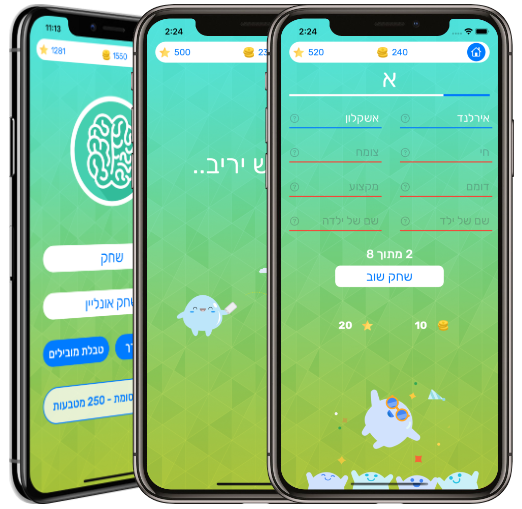 11:13
1281 1550
שחק
שחק אונליין
טבלת מובילים
- 250 מטבעות
2:24
500
ש יריב..
2:24
520 240
א
אירלנד אשקלון
חי צומח
דומם מקצוע
שם של ילד שם של ילדה
2 מתוך 8
שחק שוב
20 10